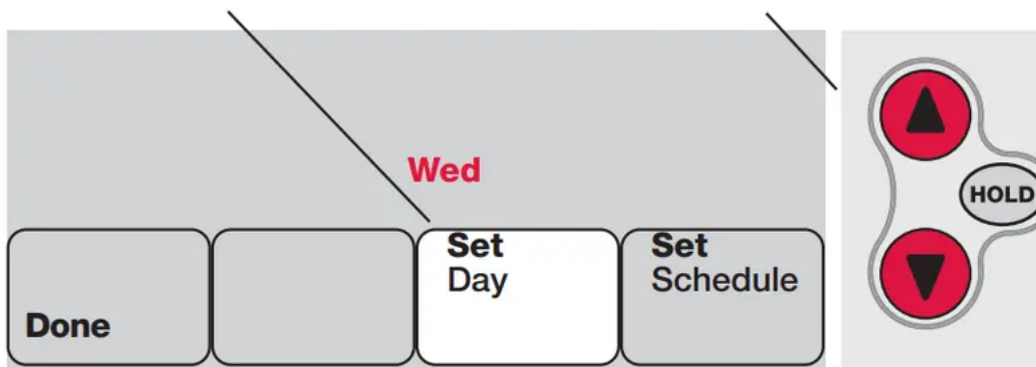 Wed
HOLD
Set
Day
Set
Schedule
Done